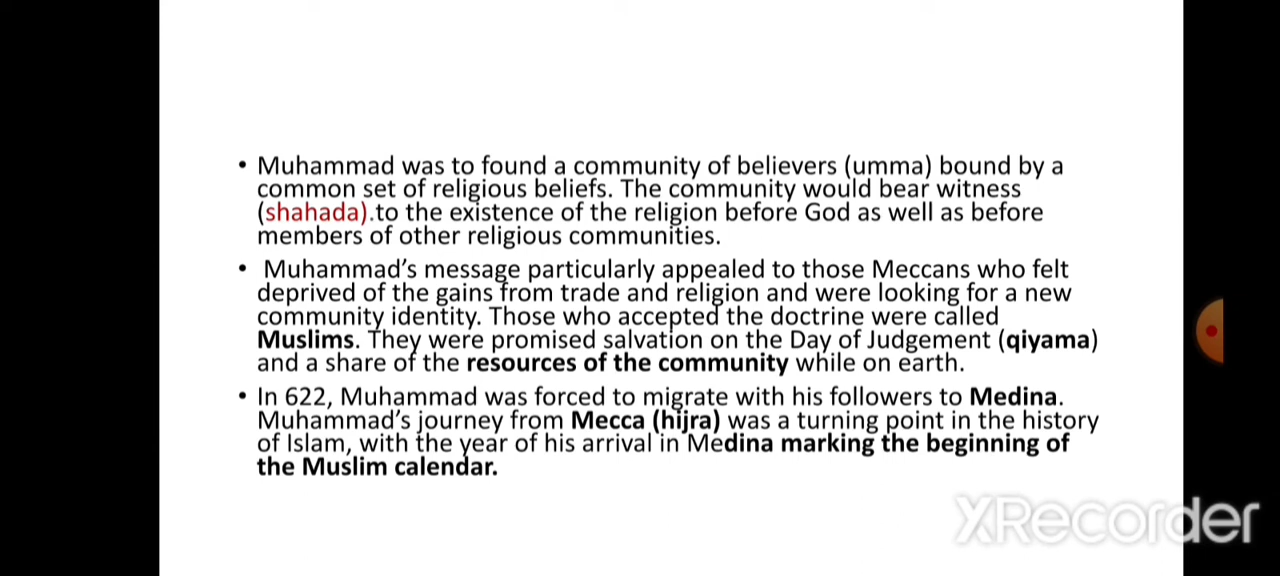 • Muhammad was to found a community of believers (umma) bound by a
common set of religious beliefs. The community would bear witness
(shahada).to the existence of the religion before God as well as before
members of other religious communities.
• Muhammad's message particularly appealed to those Meccans who felt
deprived of the gains from trade and religion and were looking for a new
community identity. Those who accepted the doctrine were called
Muslims. They were promised salvation on the Day of Judgement (qiyama)
and a share of the resources of the community while on earth.
• In 622, Muhammad was forced to migrate with his followers to Medina.
Muhammad's journey from Mecca (hijra) was a turning point in the history
of Islam, with the year of his arrival in Medina marking the beginning of
the Muslim calendar.
XRecorder